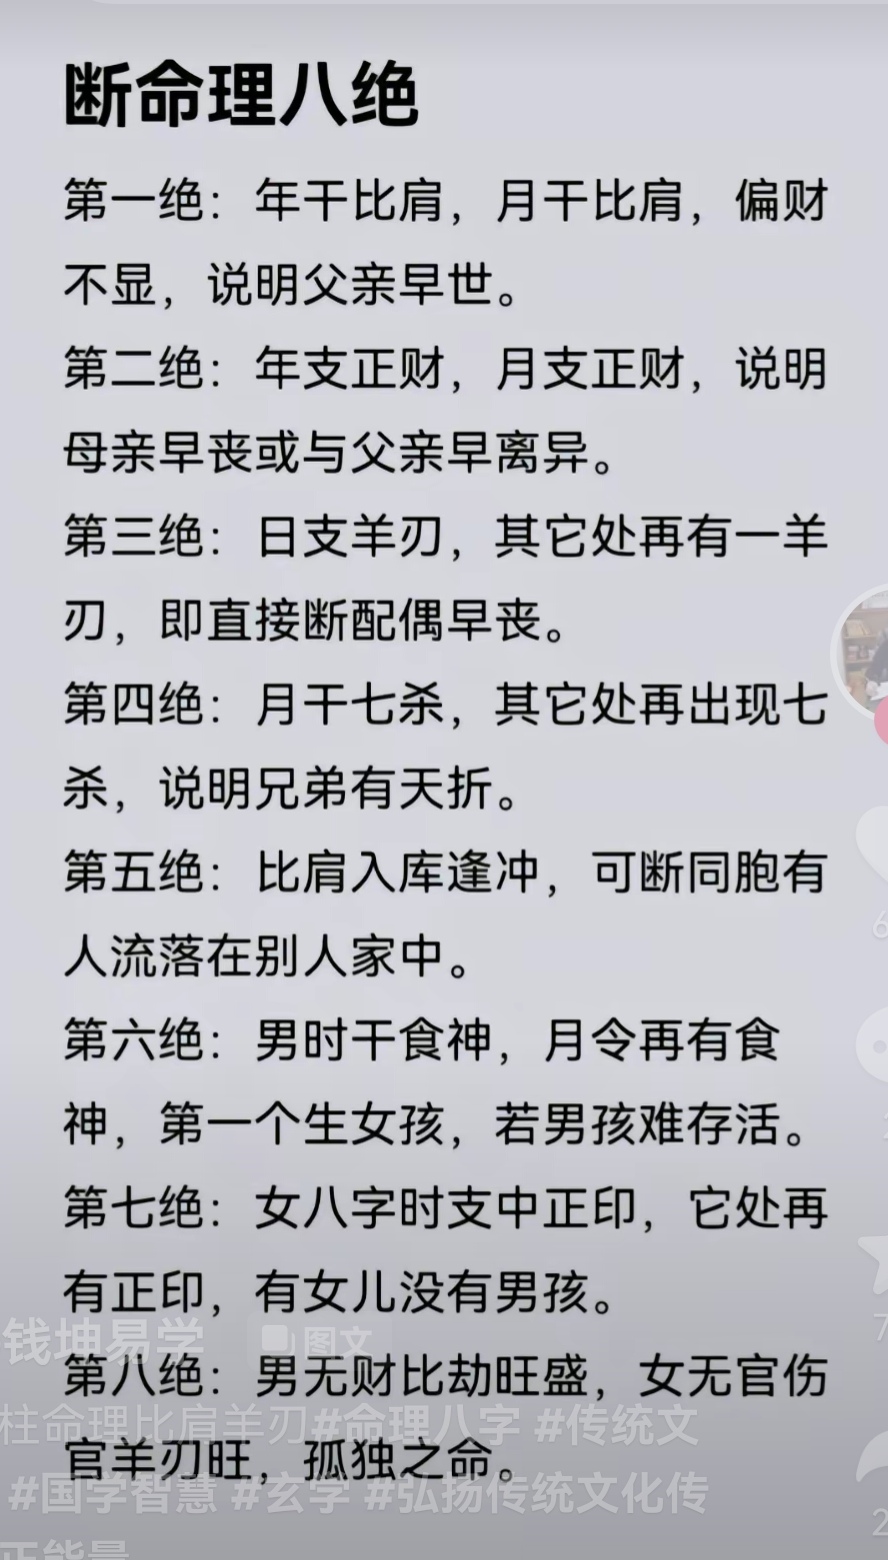 断命理八绝
第一绝：年干比肩，月干比肩，偏财
不显，说明父亲早世。
第二绝：年支正财，月支正财，说明
母亲早丧或与父亲早离异。
第三绝：日支羊刃，其它处再有一羊
刃，即直接断配偶早丧。
第四绝：月干七杀，其它处再出现七
杀，说明兄弟有天折。
第五绝：比肩入库逢冲，可断同胞有
人流落在别人家中。
第六绝：男时干食神，月令再有食
神，第一个生女孩，若男孩难存活。
第七绝：女八字时支中正印，它处再
有正印，有女儿没有男孩。
钱坤易学 图文
第八绝：男无财比劫旺盛，女无官伤
柱命理比肩羊刃#命理八字 #传统文
官羊刃旺，孤独之命。
#国学智慧 #玄学 #弘扬传统文化传
正能量